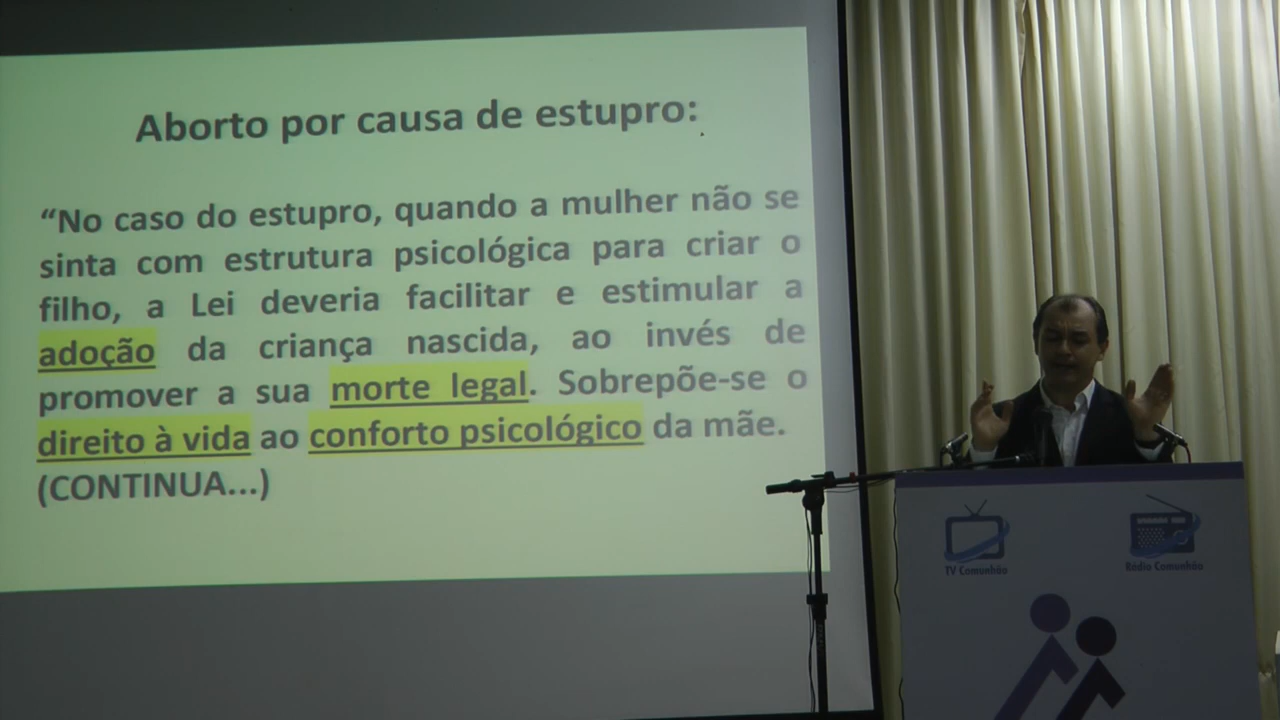 Aborto por causa de estupro:
“No caso do estupro, quando a mulher não se
sinta com estrutura psicológica para criar o
filho, a Lei deveria facilitar e estimular a
adoção da criança nascida, ao invés de
promover a sua morte legal. Sobrepõe-se o
direito à vida ao conforto psicológico da mãe.
(CONTINUA...)
TV Comunhão
Rádio Comunhão